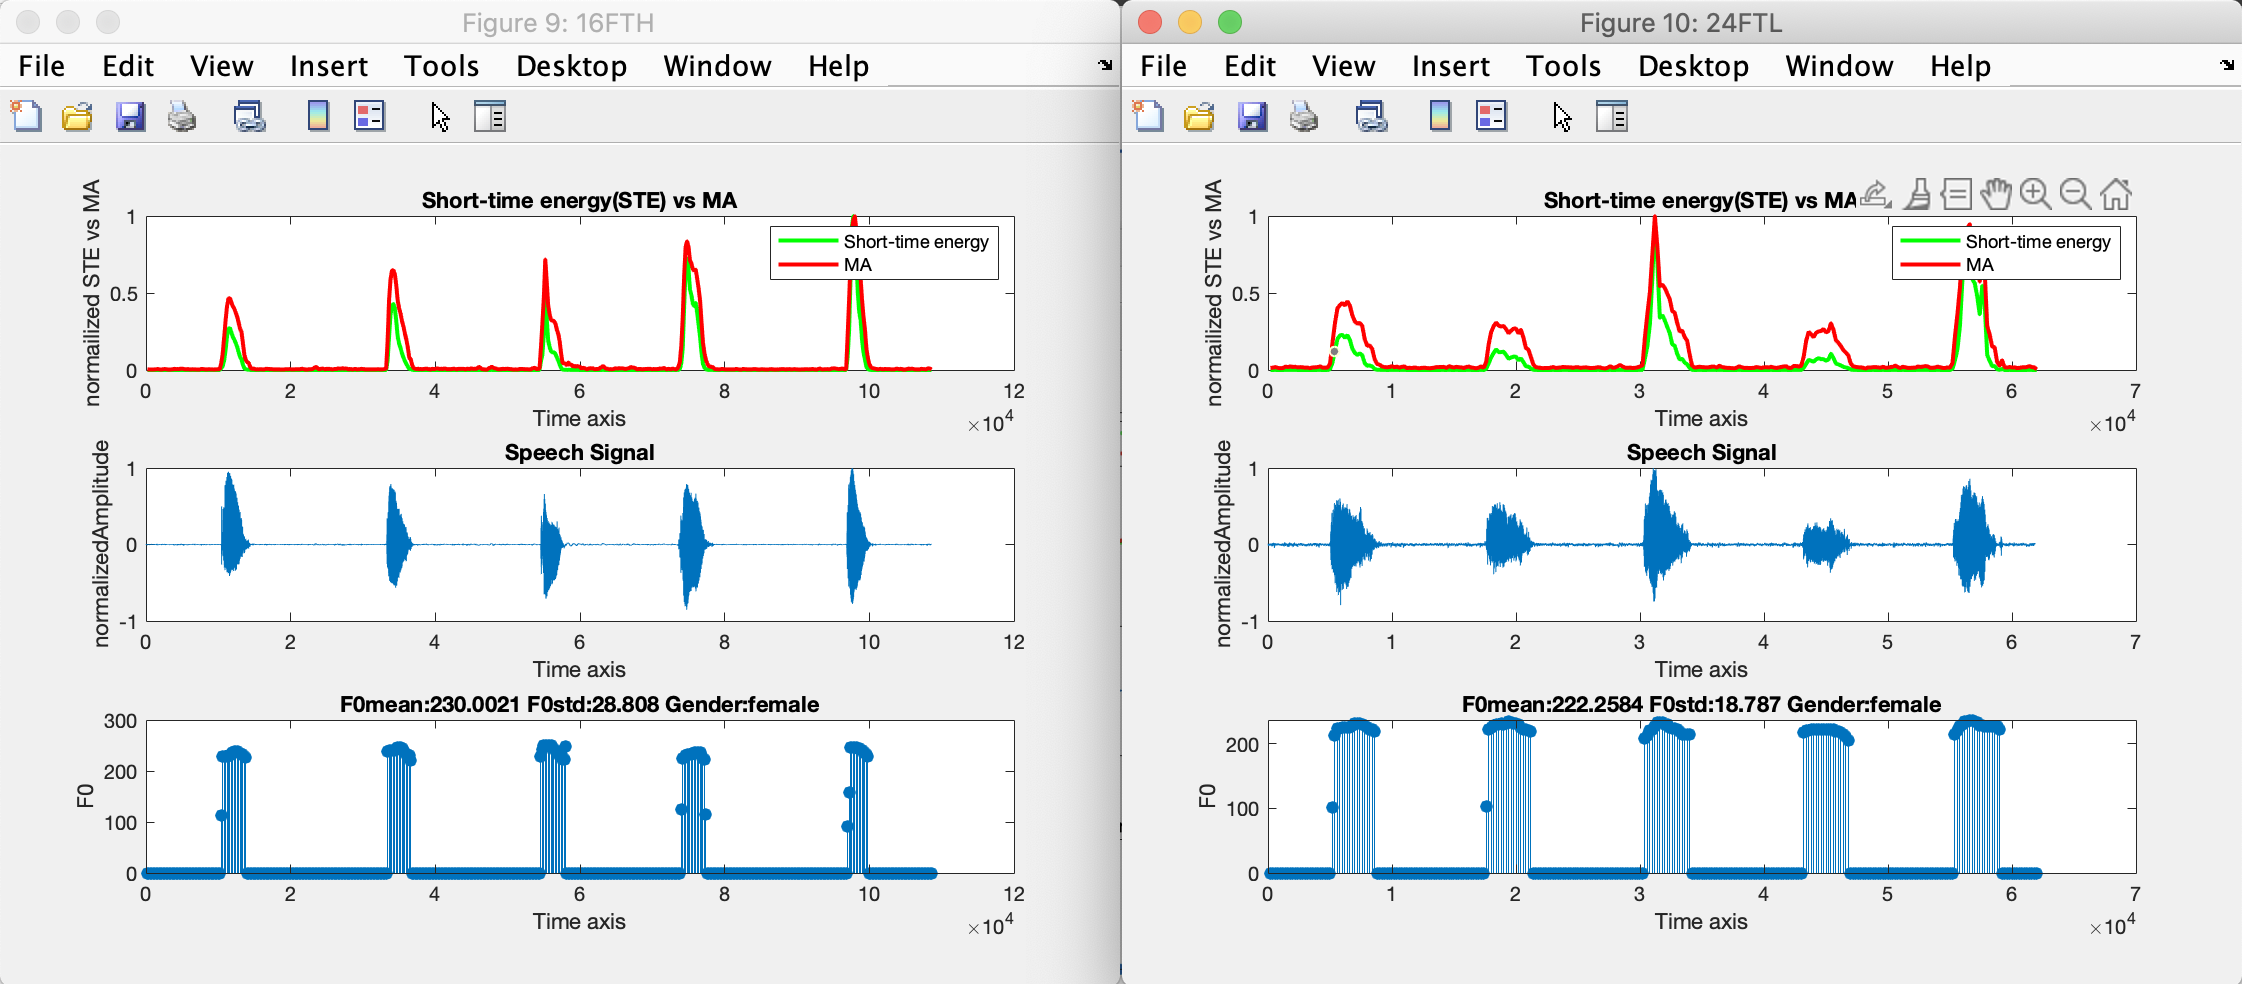 Figure 9: 16FTH
File Edit View Insert Tools Desktop Window Help
Short-time energy(STE) vs MA
normailized STE vs MA
1
0.5
0
Short-time energy
MA
0 2 4 6 8 10 12
Time axis
×10^4
Speech Signal
normalizedAmplitude
1
0
-1
0 2 4 6 8 10 12
Time axis
F0mean:230.0021 F0std:28.808 Gender:female
F0
300
200
100
0
0 2 4 6 8 10 12
Time axis
×10^4
Figure 10: 24FTL
File Edit View Insert Tools Desktop Window Help
Short-time energy(STE) vs MA
normailized STE vs MA
1
0.5
0
Short-time energy
MA
0 1 2 3 4 5 6 7
Time axis
×10^4
Speech Signal
normalizedAmplitude
1
0
-1
0 1 2 3 4 5 6 7
Time axis
F0mean:222.2584 F0std:18.787 Gender:female
F0
200
100
0
0 1 2 3 4 5 6 7
Time axis
×10^4